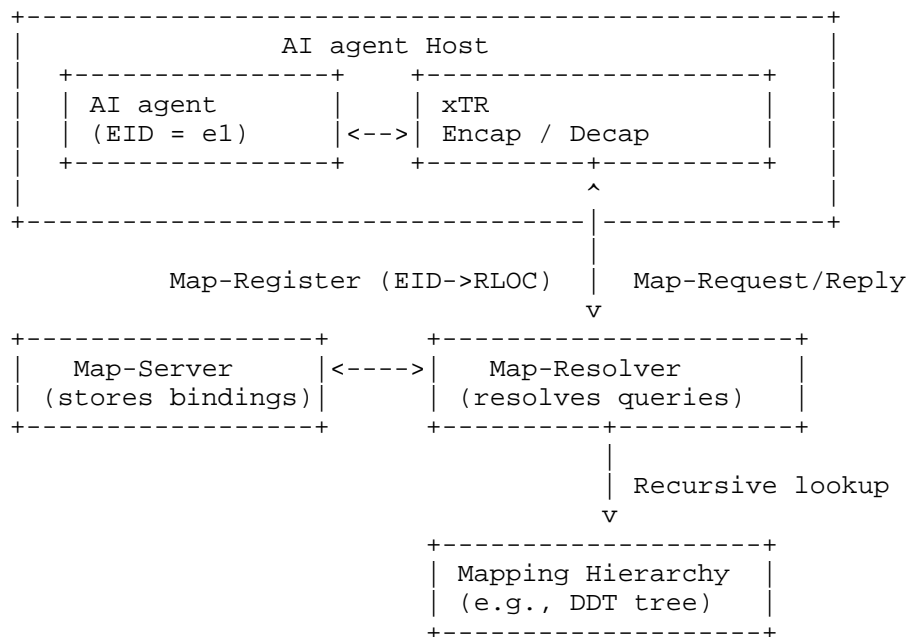 AI agent Host
AI agent xTR
(EID = e1) <--> Encap / Decap
Map-Register (EID->RLOC) Map-Request/Reply
Map-Server <----> Map-Resolver
(stores bindings) (resolves queries)
Recursive lookup
Mapping Hierarchy
(e.g., DDT tree)